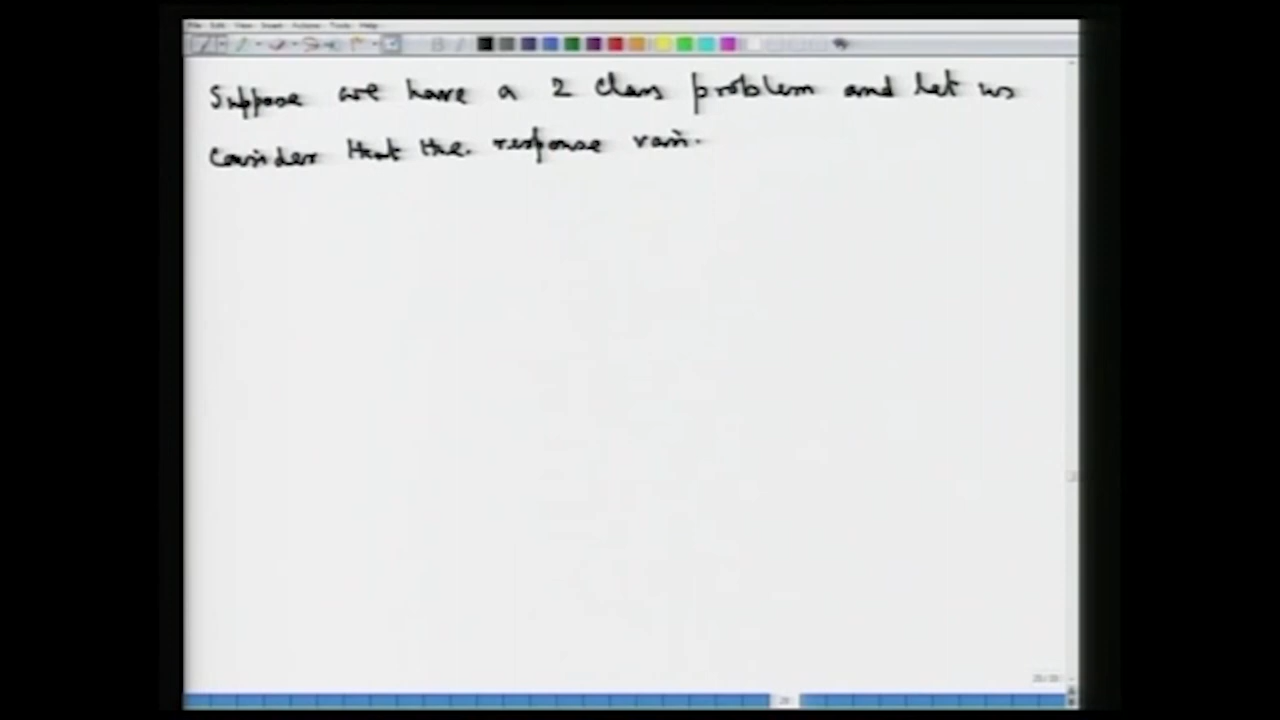 Suppose we have a 2 class problem and let us
consider that the response vari.